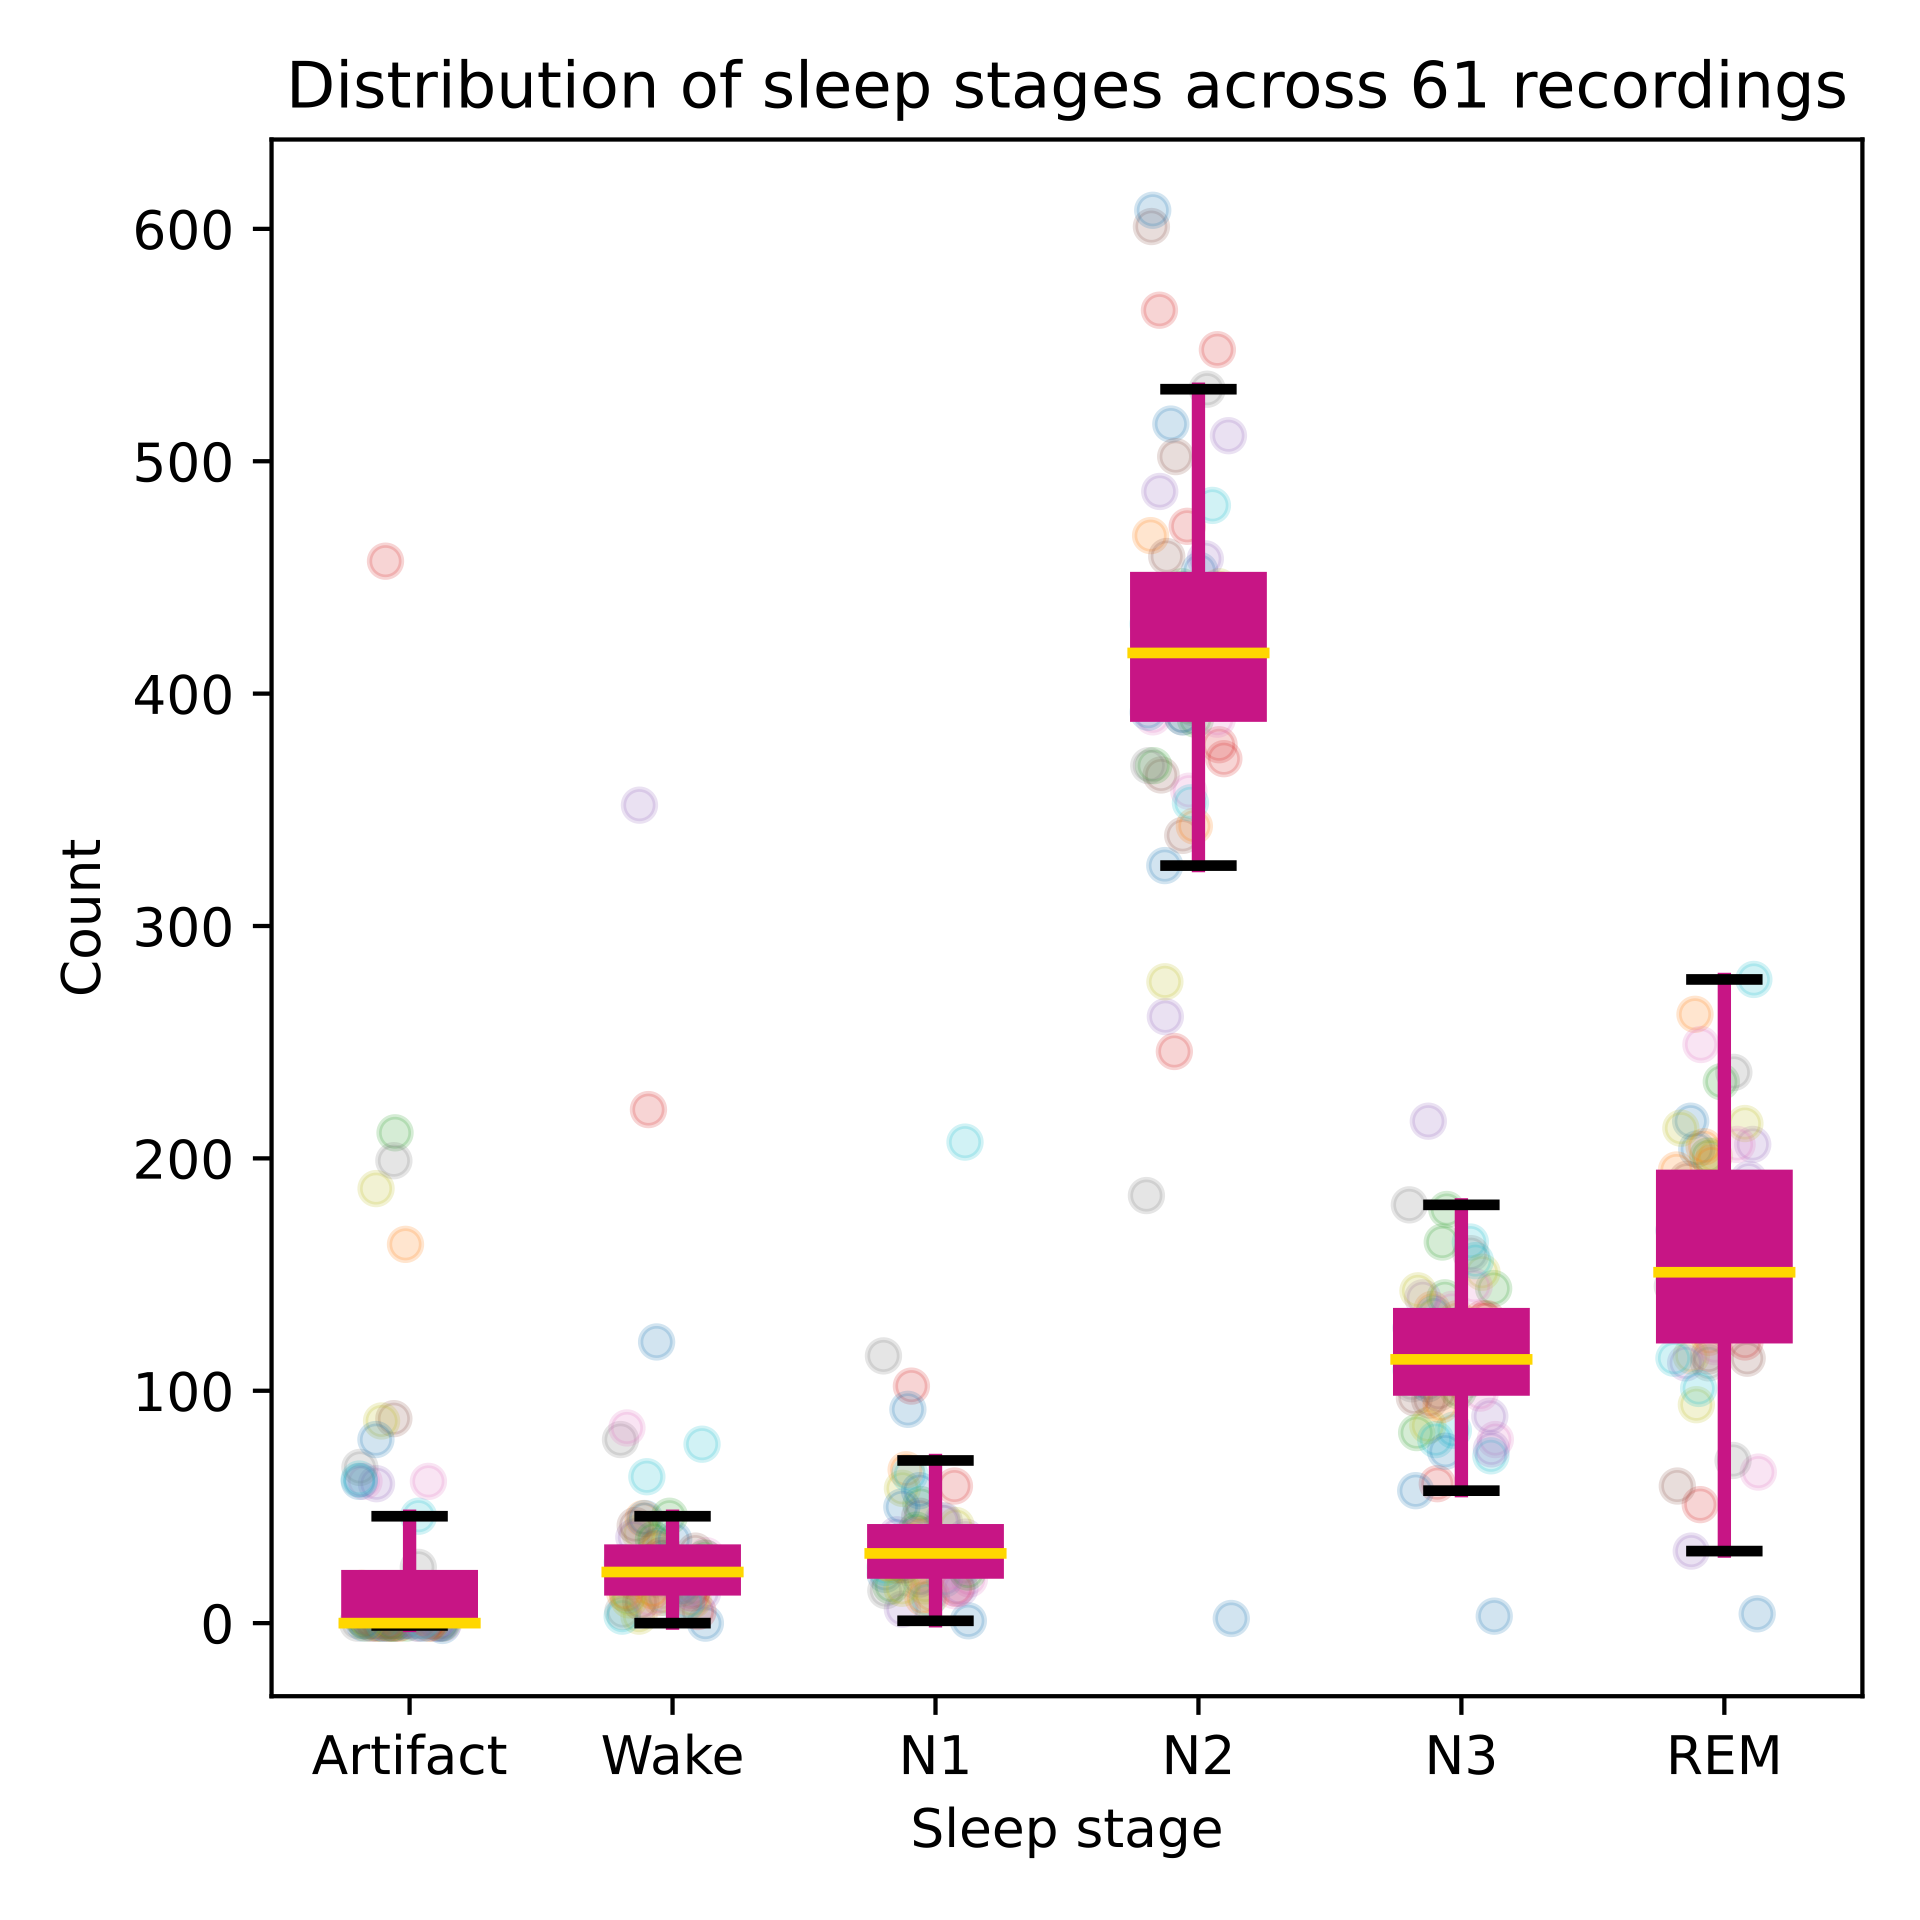 Distribution of sleep stages across 61 recordings
600
500
400
300
200
100
0
Count
Artifact Wake N1 N2 N3 REM
Sleep stage